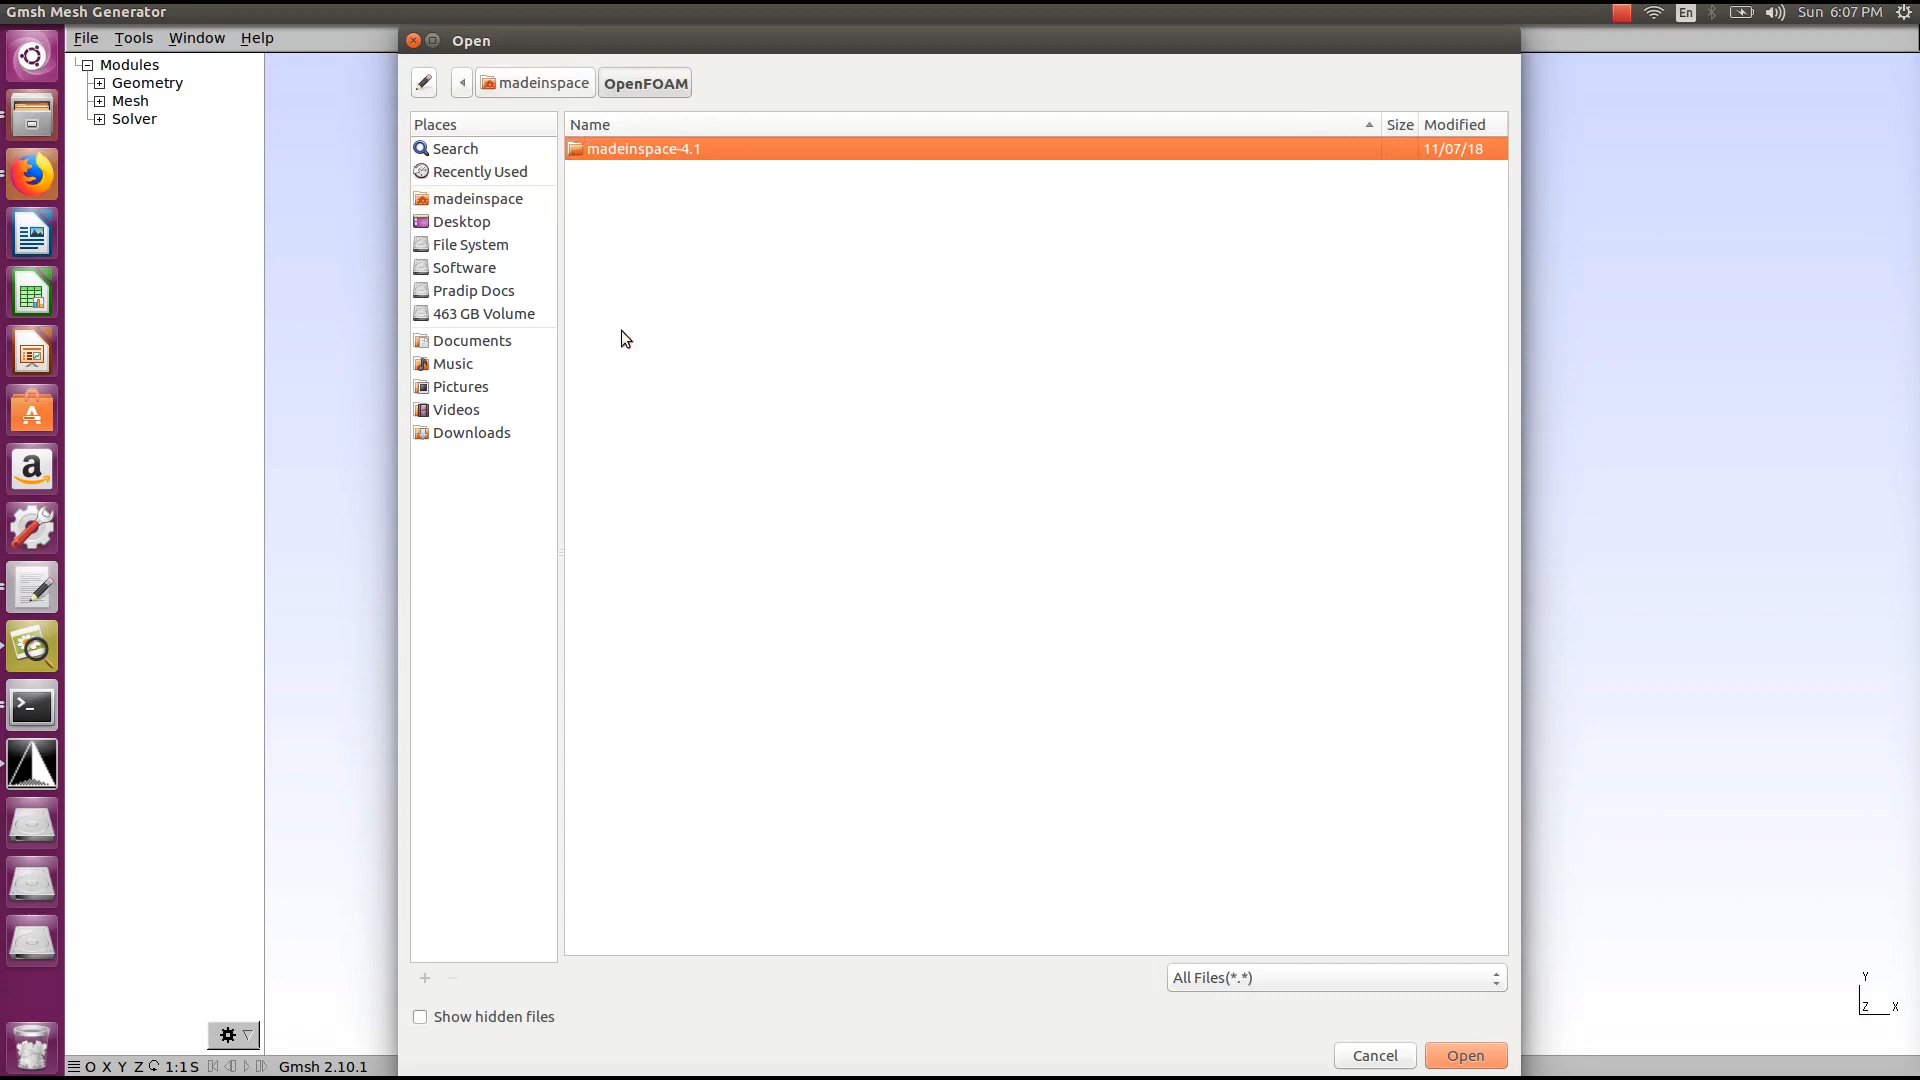 Gmsh Mesh Generator
En
Sun 6:07 PM
File Tools Window Help
Modules
Geometry
Mesh
Solver
Open
madeinspace
OpenFOAM
Places
Search
Recently Used
madeinspace
Desktop
File System
Software
Pradip Docs
463 GB Volume
Documents
Music
Pictures
Videos
Downloads
Name Size Modified
madeinspace-4.1 11/07/18
All Files(*.*)
Show hidden files
Cancel Open
Y
Z X
O X Y Z 1:1 S Gmsh 2.10.1